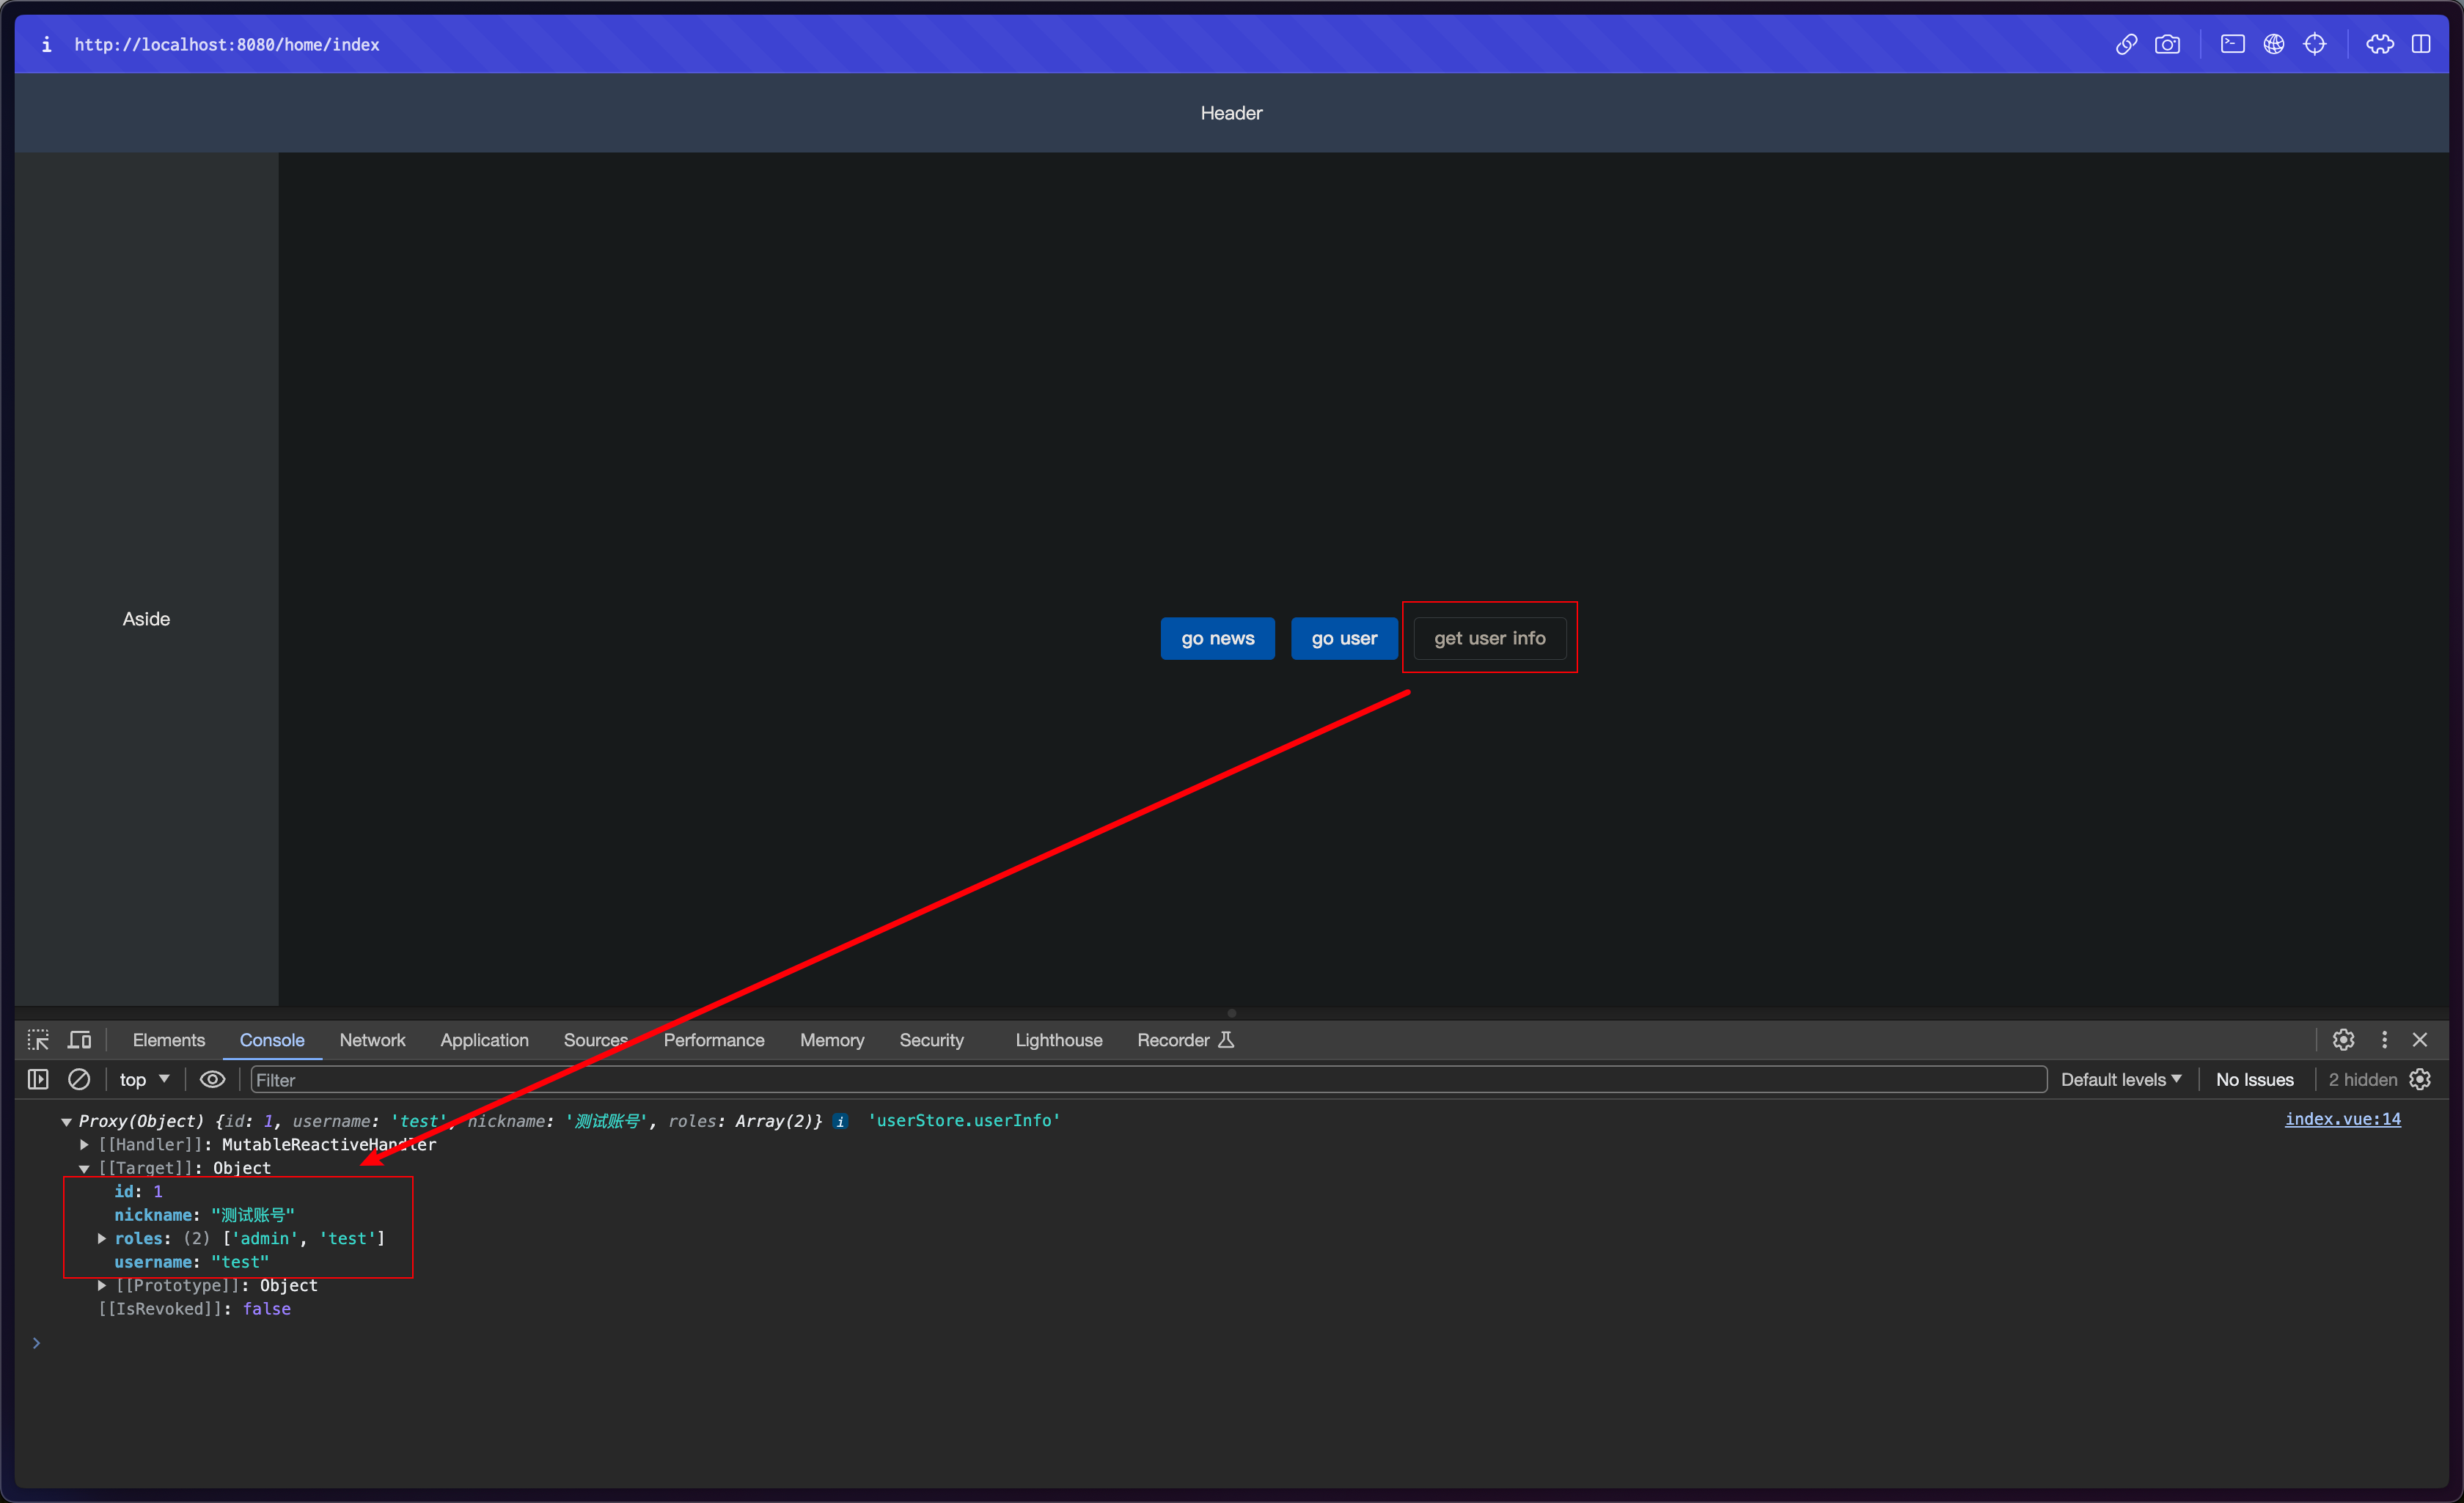 http://localhost:8080/home/index
Header
Aside
go news
go user
get user info
Elements Console Network Application Sources Performance Memory Security Lighthouse Recorder
top Filter Default levels No Issues 2 hidden
Proxy(Object) {id: 1, username: 'test', nickname: '测试账号', roles: Array(2)} i 'userStore.userInfo' index.vue:14
[[Handler]]: MutableReactiveHandler
[[Target]]: Object
id: 1
nickname: "测试账号"
roles: (2) ['admin', 'test']
username: "test"
[[Prototype]]: Object
[[IsRevoked]]: false